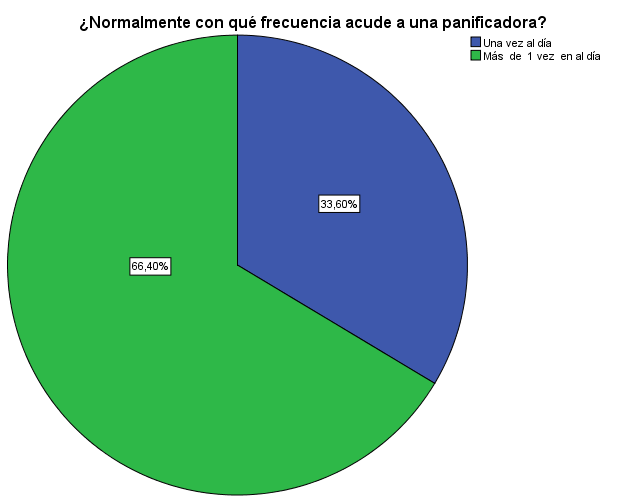 ¿Normalmente con qué frecuencia acude a una panificadora?
Una vez al día
Más de 1 vez en al día
33,60%
66,40%